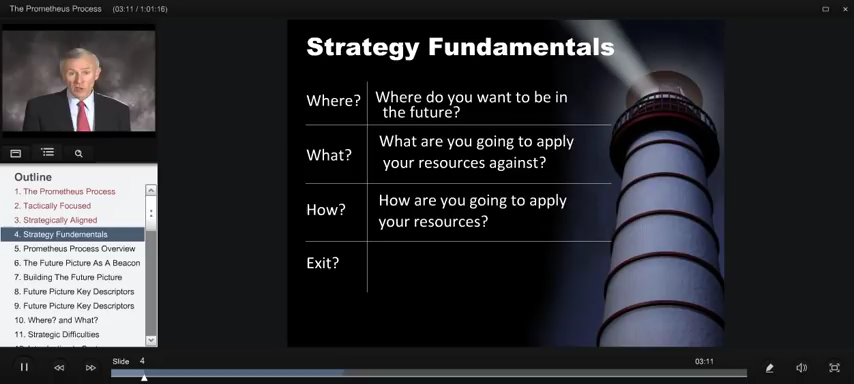 The Prometheus Process (03:11 / 1:01:16)
Strategy Fundamentals
Where?
Where do you want to be in
the future?
What?
What are you going to apply
your resources against?
How?
How are you going to apply
your resources?
Exit?
Outline
1. The Prometheus Process
2. Tactically Focused
3. Strategically Aligned
4. Strategy Fundementals
5. Prometheus Process Overview
6. The Future Picture As A Beacon
7. Building The Future Picture
8. Future Picture Key Descriptors
9. Future Picture Key Descriptors
10. Where? and What?
11. Strategic Difficulties
Slide 4
03:11